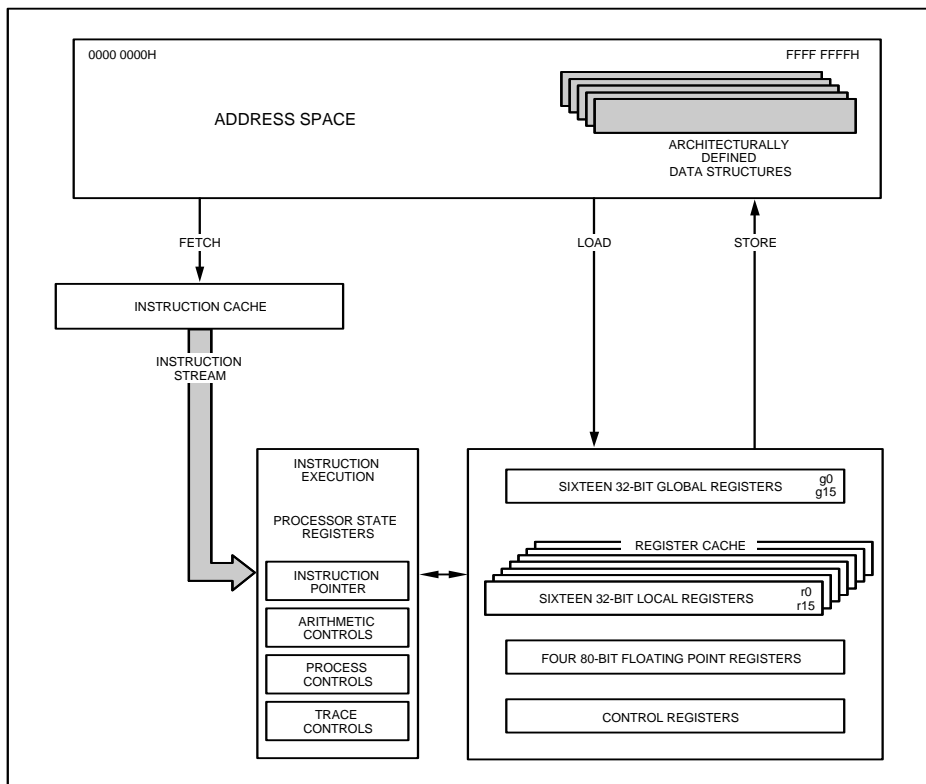 0000 0000H
FFFF FFFFH
ADDRESS SPACE
ARCHITECTURALLY
DEFINED
DATA STRUCTURES
FETCH
LOAD
STORE
INSTRUCTION CACHE
INSTRUCTION
STREAM
INSTRUCTION
EXECUTION
PROCESSOR STATE
REGISTERS
INSTRUCTION
POINTER
ARITHMETIC
CONTROLS
PROCESS
CONTROLS
TRACE
CONTROLS
SIXTEEN 32-BIT GLOBAL REGISTERS
g0
g15
REGISTER CACHE
SIXTEEN 32-BIT LOCAL REGISTERS
r0
r15
FOUR 80-BIT FLOATING POINT REGISTERS
CONTROL REGISTERS